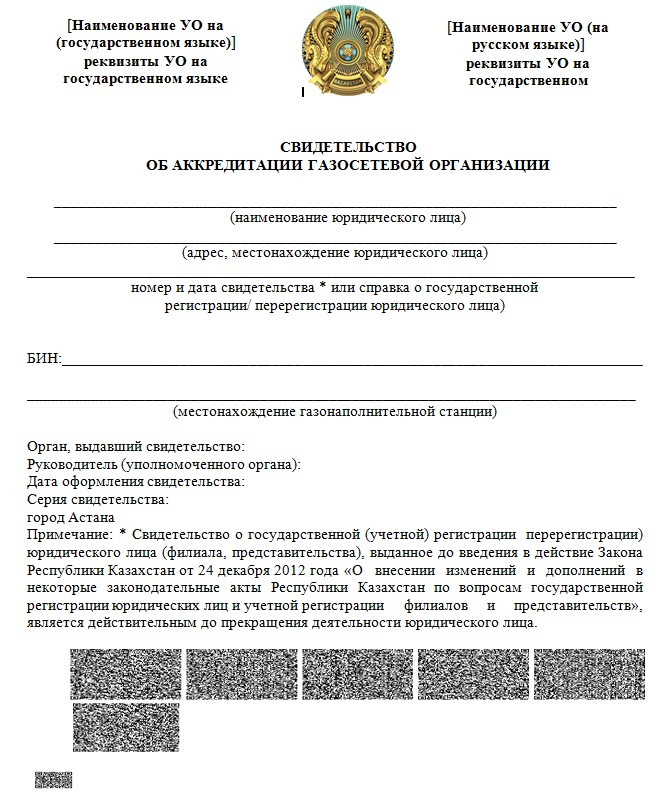 [Наименование УО на
(государственном языке)]
реквизиты УО на
государственном языке
[Наименование УО (на
русском языке)]
реквизиты УО на
государственном
СВИДЕТЕЛЬСТВО
ОБ АККРЕДИТАЦИИ ГАЗОСЕТЕВОЙ ОРГАНИЗАЦИИ
(наименование юридического лица)
(адрес, местонахождение юридического лица)
номер и дата свидетельства * или справка о государственной
регистрации/ перерегистрации юридического лица)
БИН:
(местонахождение газонаполнительной станции)
Орган, выдавший свидетельство:
Руководитель (уполномоченного органа):
Дата оформления свидетельства:
Серия свидетельства:
город Астана
Примечание: * Свидетельство о государственной (учетной) регистрации перерегистрации)
юридического лица (филиала, представительства), выданное до введения в действие Закона
Республики Казахстан от 24 декабря 2012 года «О внесении изменений и дополнений в
некоторые законодательные акты Республики Казахстан по вопросам государственной
регистрации юридических лиц и учетной регистрации филиалов и представительств»,
является действительным до прекращения деятельности юридического лица.